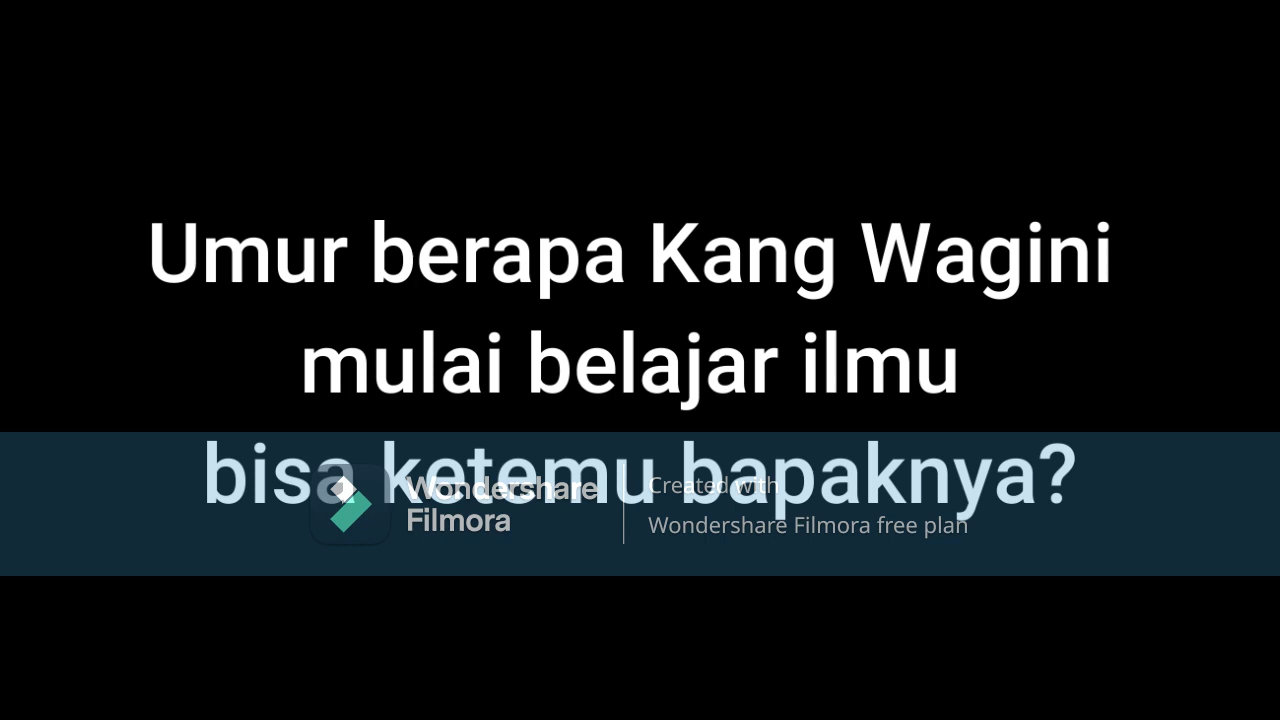 Umur berapa Kang Wagini
mulai belajar ilmu
bisa ketemu bapaknya?
Wondershare
Filmora
Created with
Wondershare Filmora free plan